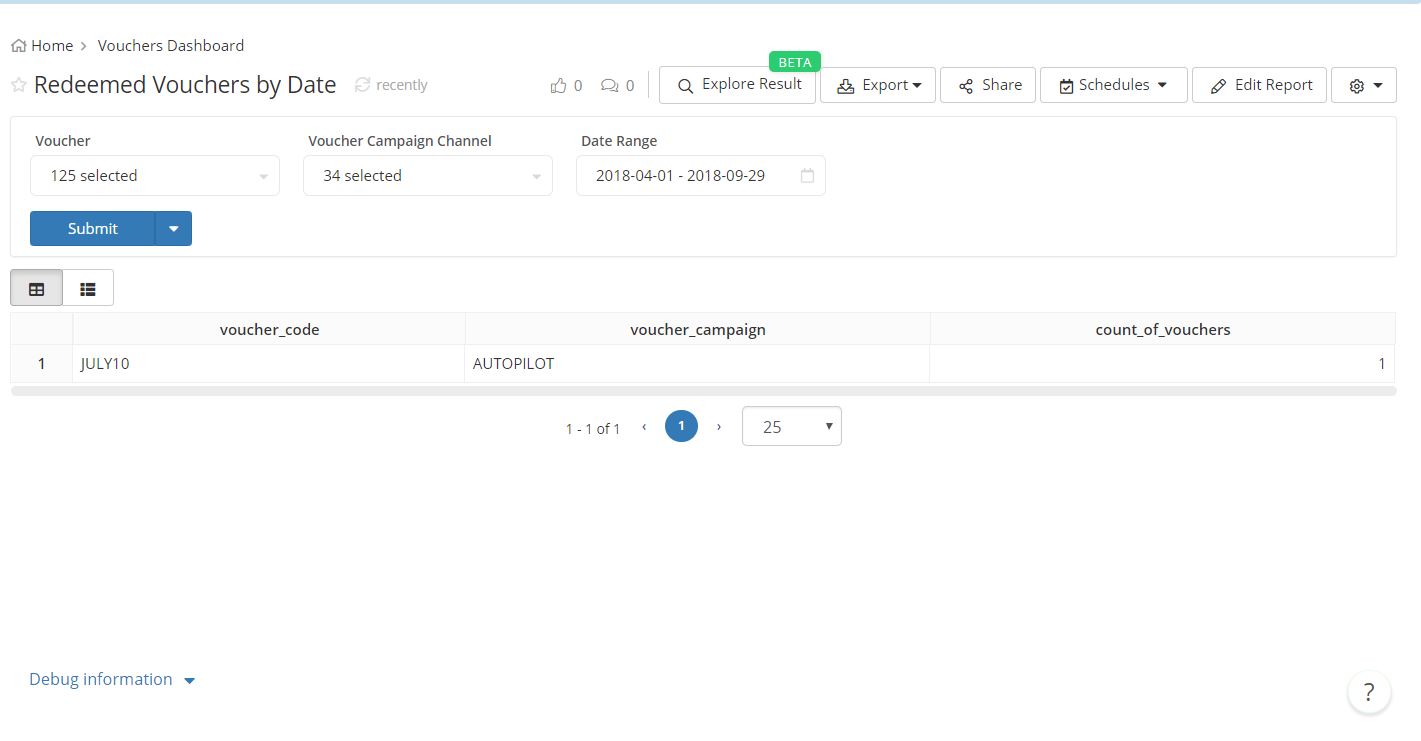 Home > Vouchers Dashboard
BETA
Redeemed Vouchers by Date recently 0 0 Explore Result Export Share Schedules Edit Report
Voucher Voucher Campaign Channel Date Range
125 selected 34 selected 2018-04-01 - 2018-09-29
Submit
voucher_code voucher_campaign count_of_vouchers
1 JULY10 AUTOPILOT 1
1 - 1 of 1 ‹ 1 › 25
Debug information
?